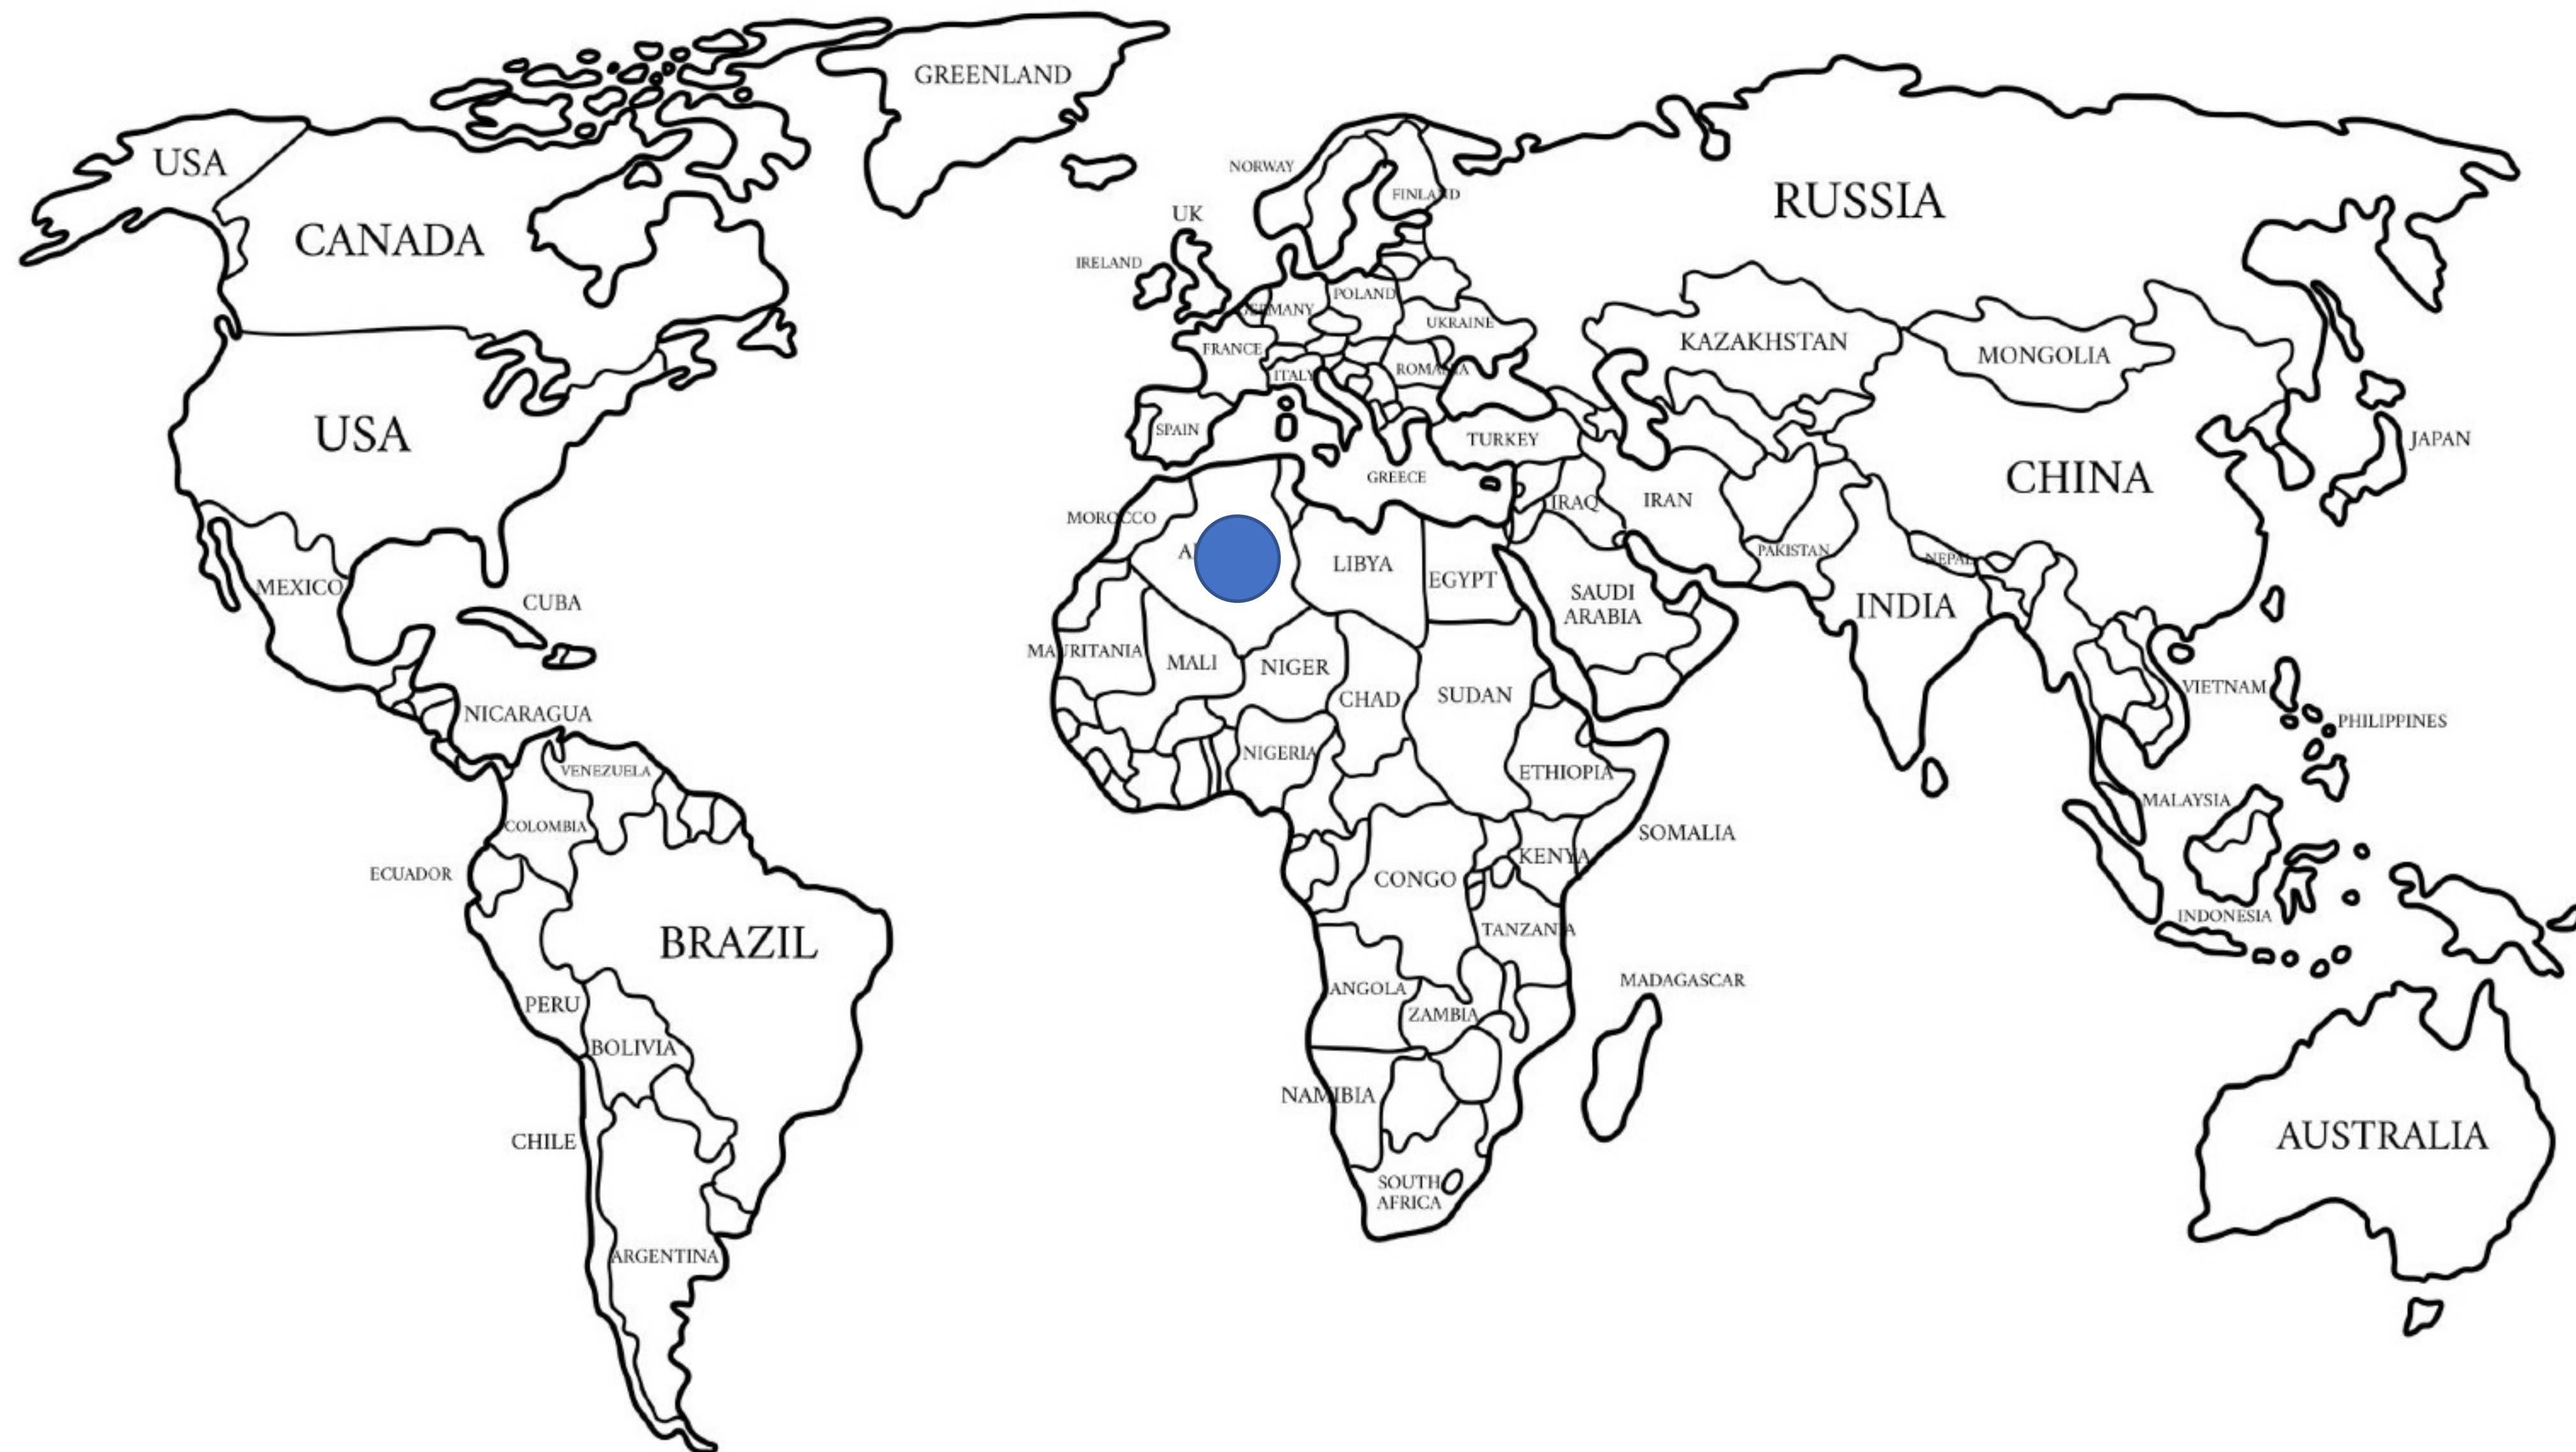 GREENLAND
USA
NORWAY
FINLAND
RUSSIA
UK
CANADA
IRELAND
POLAND
GERMANY
UKRAINE
KAZAKHSTAN
FRANCE
MONGOLIA
ROMANIA
ITALY
USA
SPAIN
TURKEY
JAPAN
GREECE
CHINA
IRAQ
IRAN
MOROCCO
A
PAKISTAN
NEPAL
LIBYA
EGYPT
MEXICO
SAUDI
ARABIA
CUBA
INDIA
MAURITANIA
MALI
NIGER
VIETNAM
SUDAN
CHAD
NICARAGUA
PHILIPPINES
NIGERIA
VENEZUELA
ETHIOPIA
MALAYSIA
COLOMBIA
SOMALIA
KENYA
ECUADOR
CONGO
INDONESIA
TANZANIA
BRAZIL
MADAGASCAR
ANGOLA
PERU
ZAMBIA
BOLIVIA
NAMIBIA
AUSTRALIA
CHILE
SOUTH
AFRICA
ARGENTINA